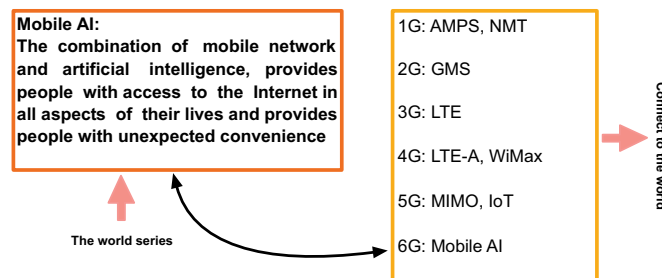 Mobile AI:
The combination of mobile network
and artificial intelligence, provides
people with access to the Internet in
all aspects of their lives and provides
people with unexpected convenience
The world series
1G: AMPS, NMT
2G: GMS
3G: LTE
4G: LTE-A, WiMax
5G: MIMO, IoT
6G: Mobile AI
Connect to the world